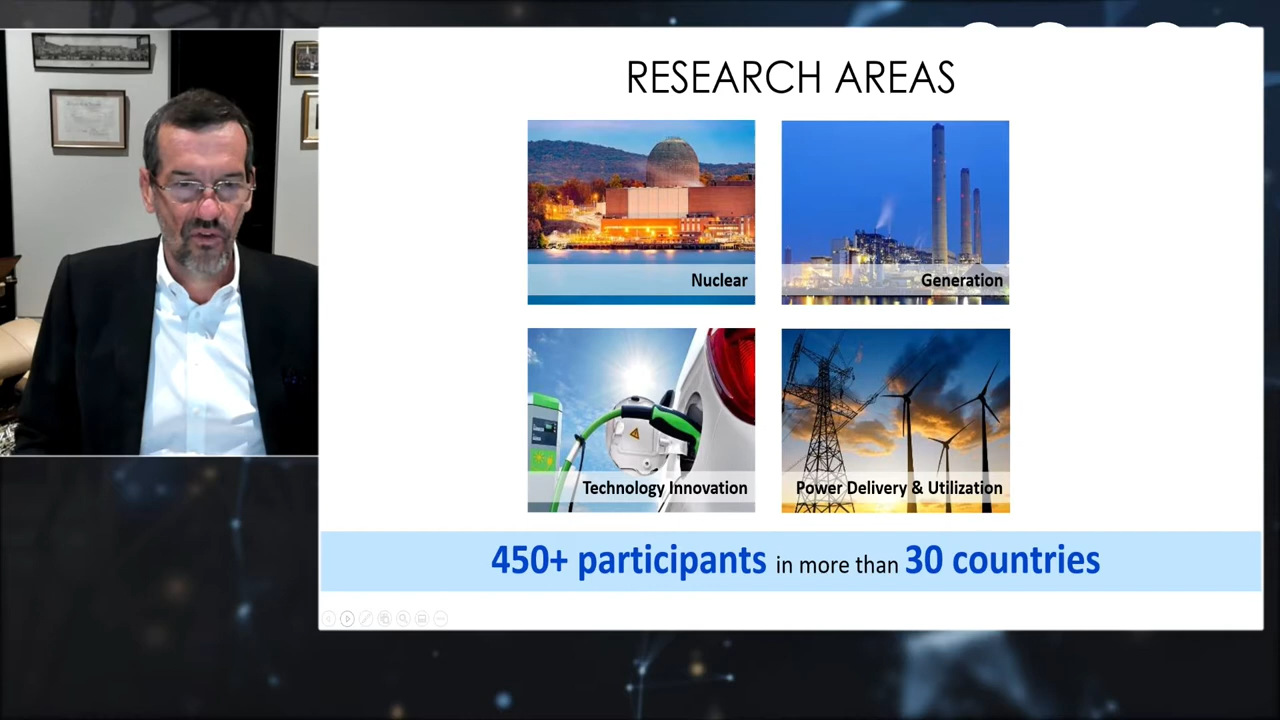 RESEARCH AREAS
Nuclear
Generation
Technology Innovation
Power Delivery & Utilization
450+ participants in more than 30 countries